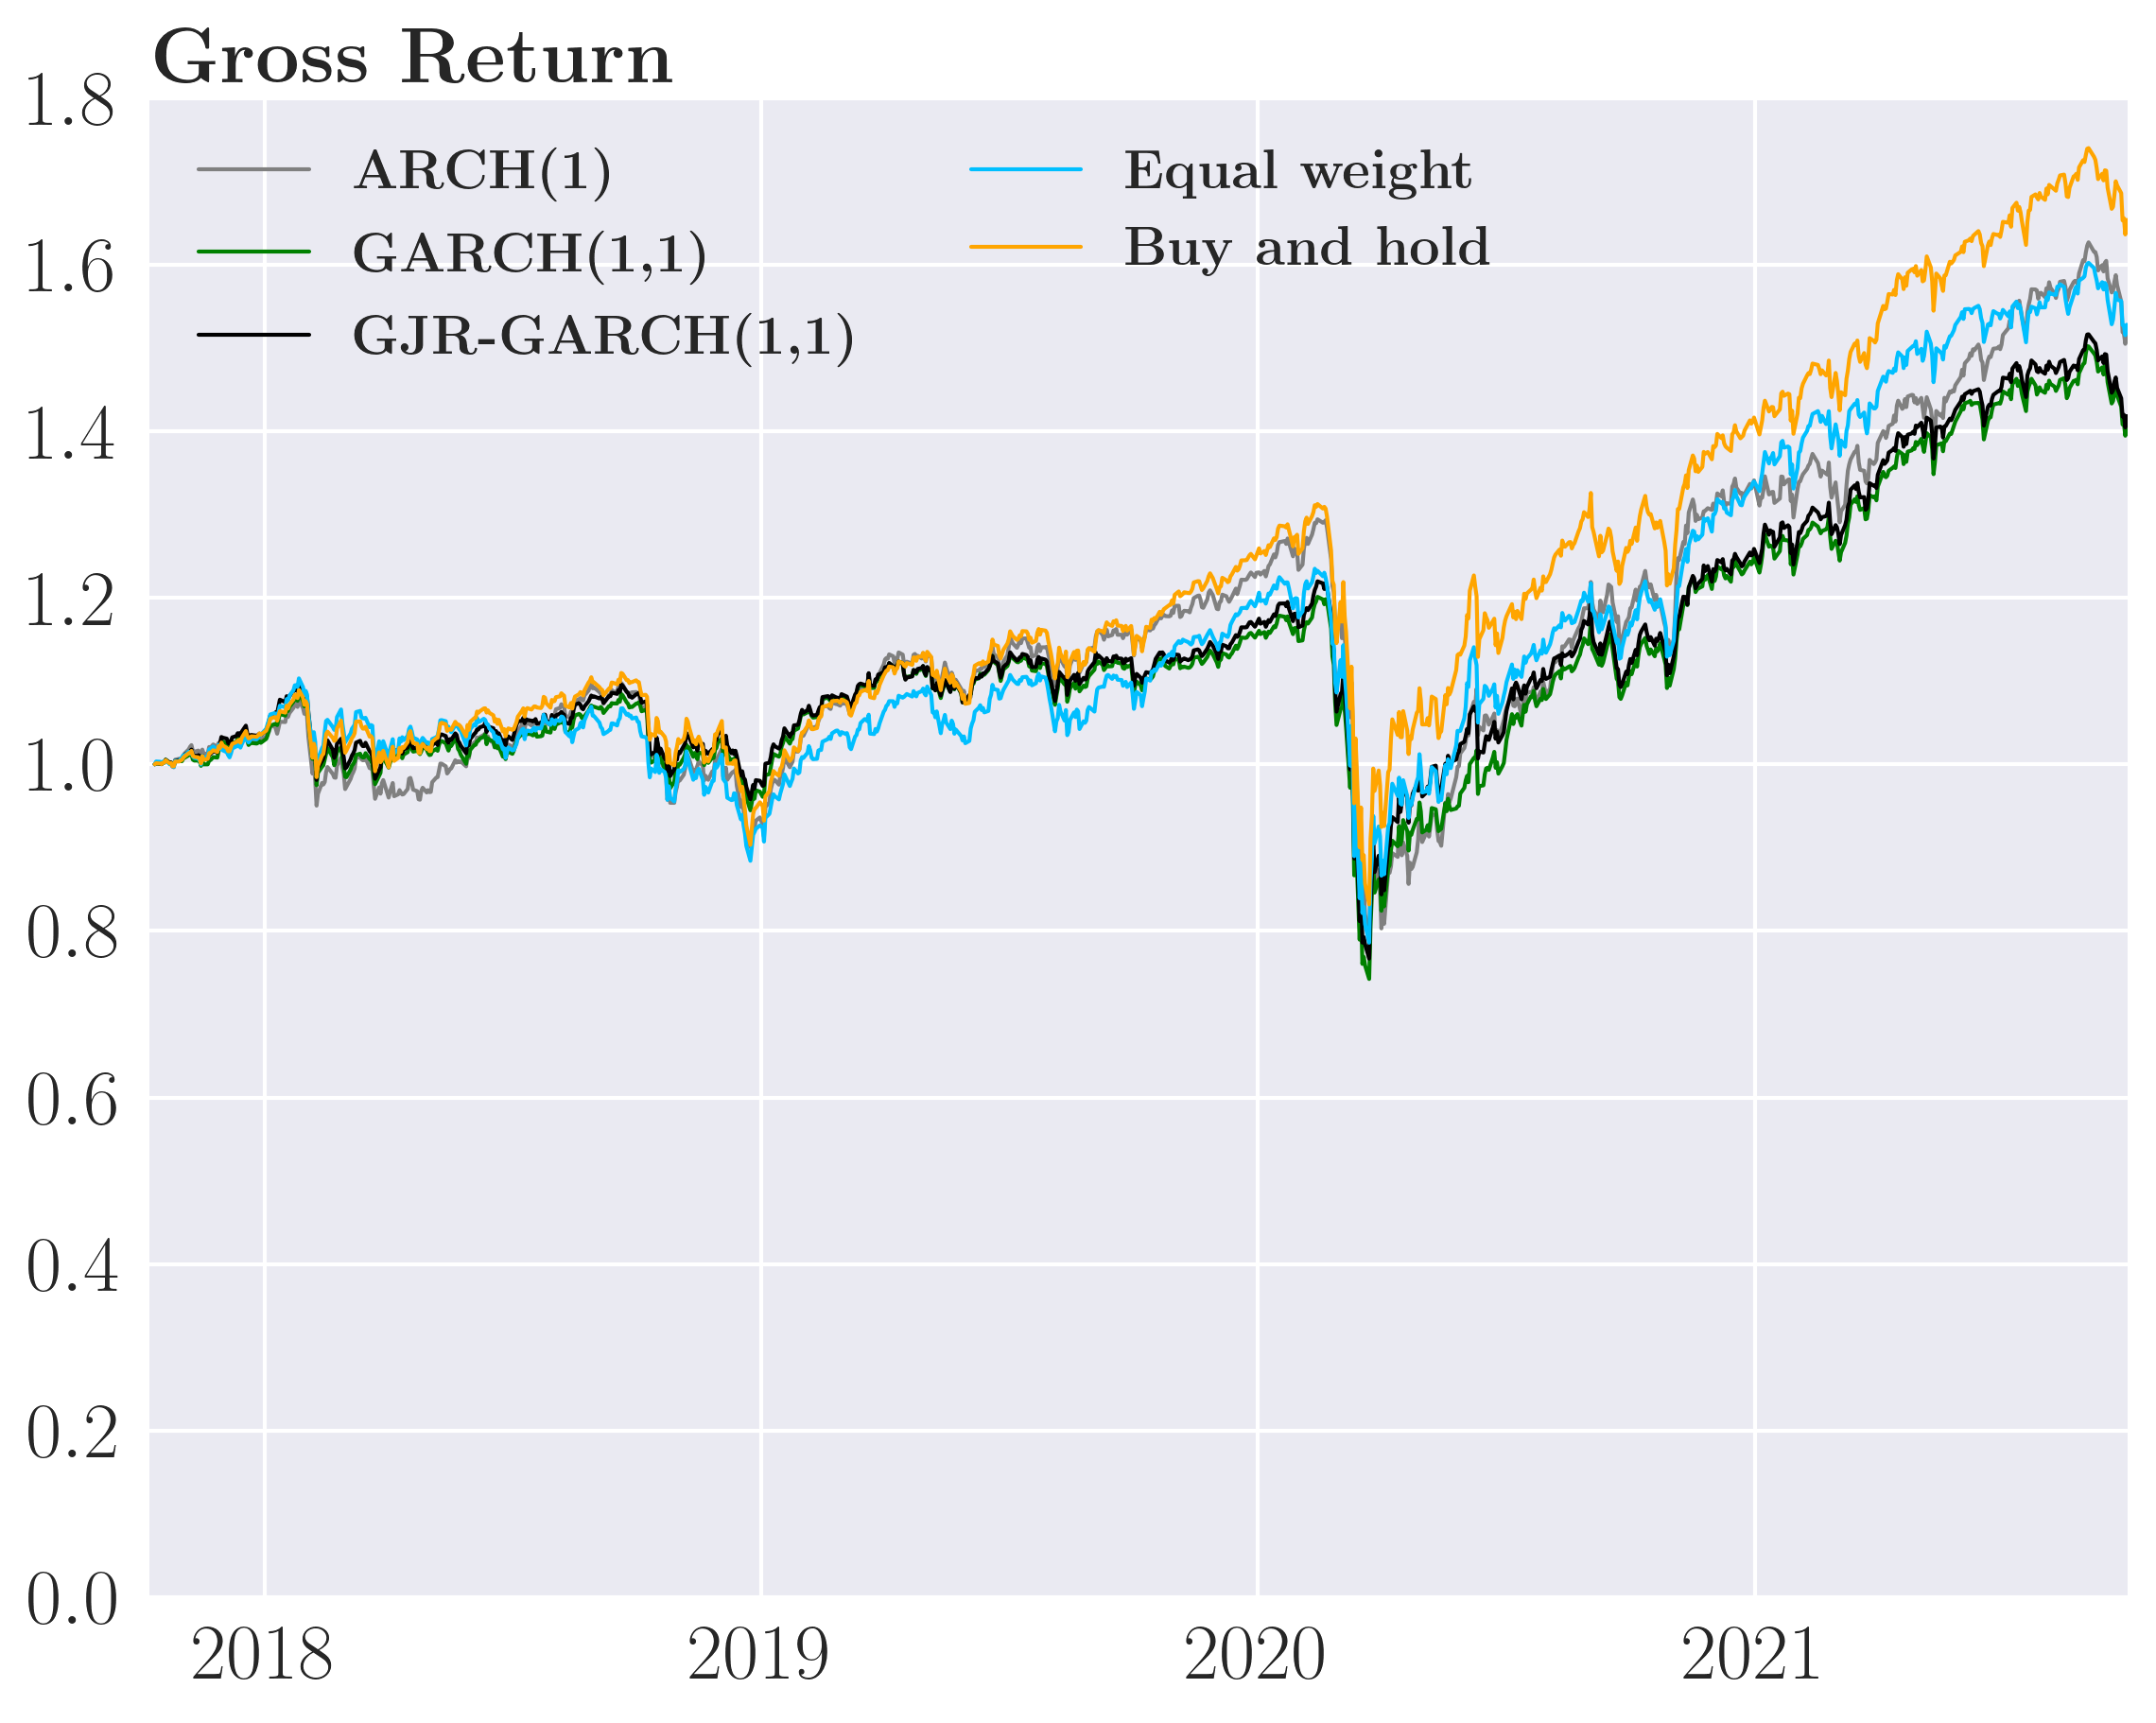 Gross Return
1.8
1.6
1.4
1.2
1.0
0.8
0.6
0.4
0.2
0.0
ARCH(1)
GARCH(1,1)
GJR-GARCH(1,1)
Equal weight
Buy and hold
2018 2019 2020 2021